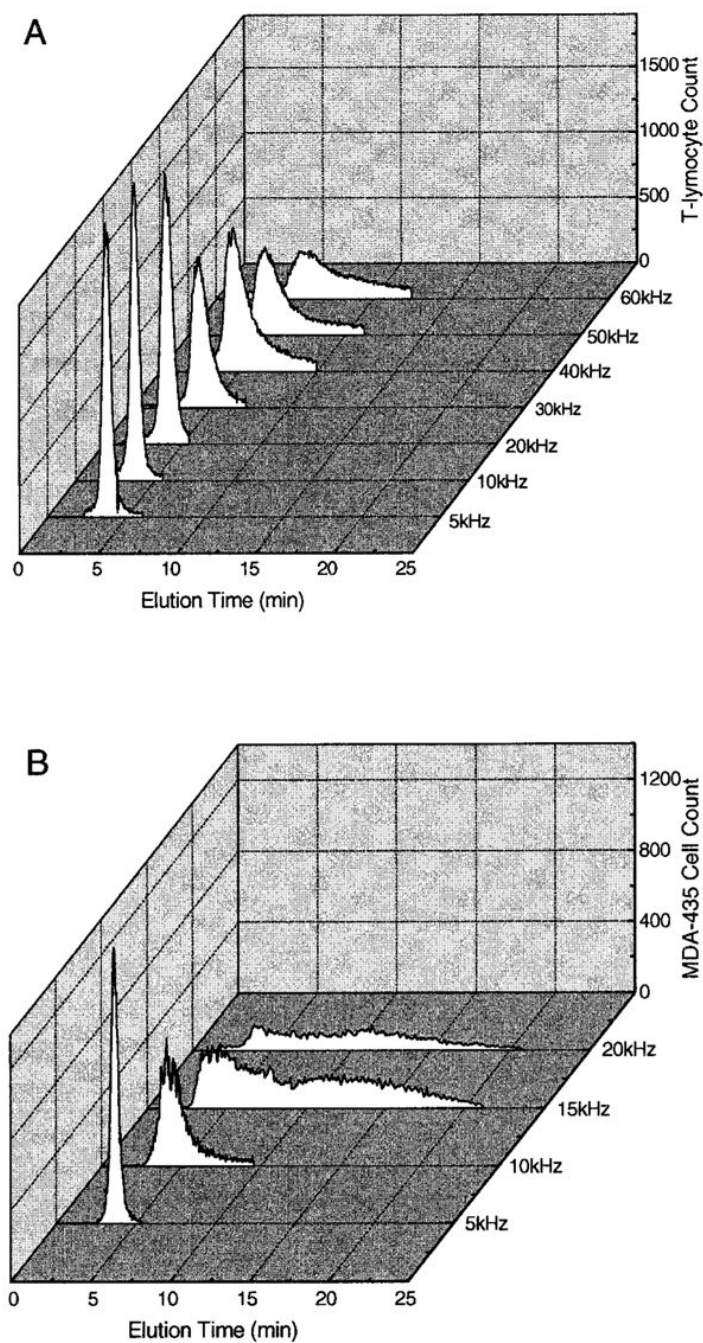 A
1500
1000
500
0
T-lymocyte Count
60kHz
50kHz
40kHz
30kHz
20kHz
10kHz
5kHz
0 5 10 15 20 25
Elution Time (min)
B
1200
800
400
0
MDA-435 Cell Count
20kHz
15kHz
10kHz
5kHz
0 5 10 15 20 25
Elution Time (min)